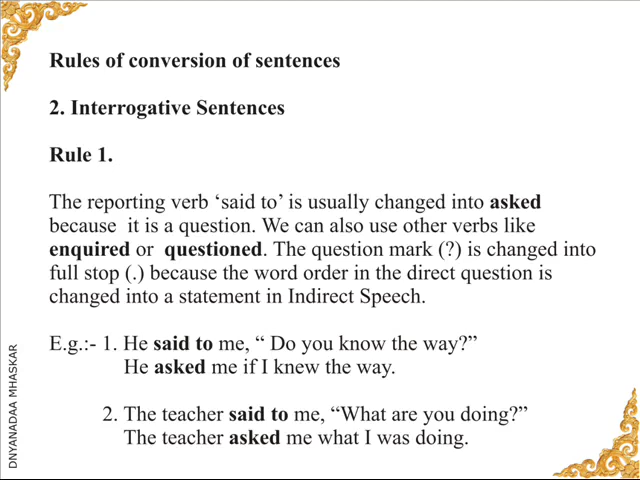 Rules of conversion of sentences
2. Interrogative Sentences
Rule 1.
The reporting verb ‘said to’ is usually changed into asked
because it is a question. We can also use other verbs like
enquired or questioned. The question mark (?) is changed into
full stop (.) because the word order in the direct question is
changed into a statement in Indirect Speech.
E.g.:- 1. He said to me, “ Do you know the way?”
He asked me if I knew the way.
2. The teacher said to me, “What are you doing?”
The teacher asked me what I was doing.
DNYANADAA MHASKAR